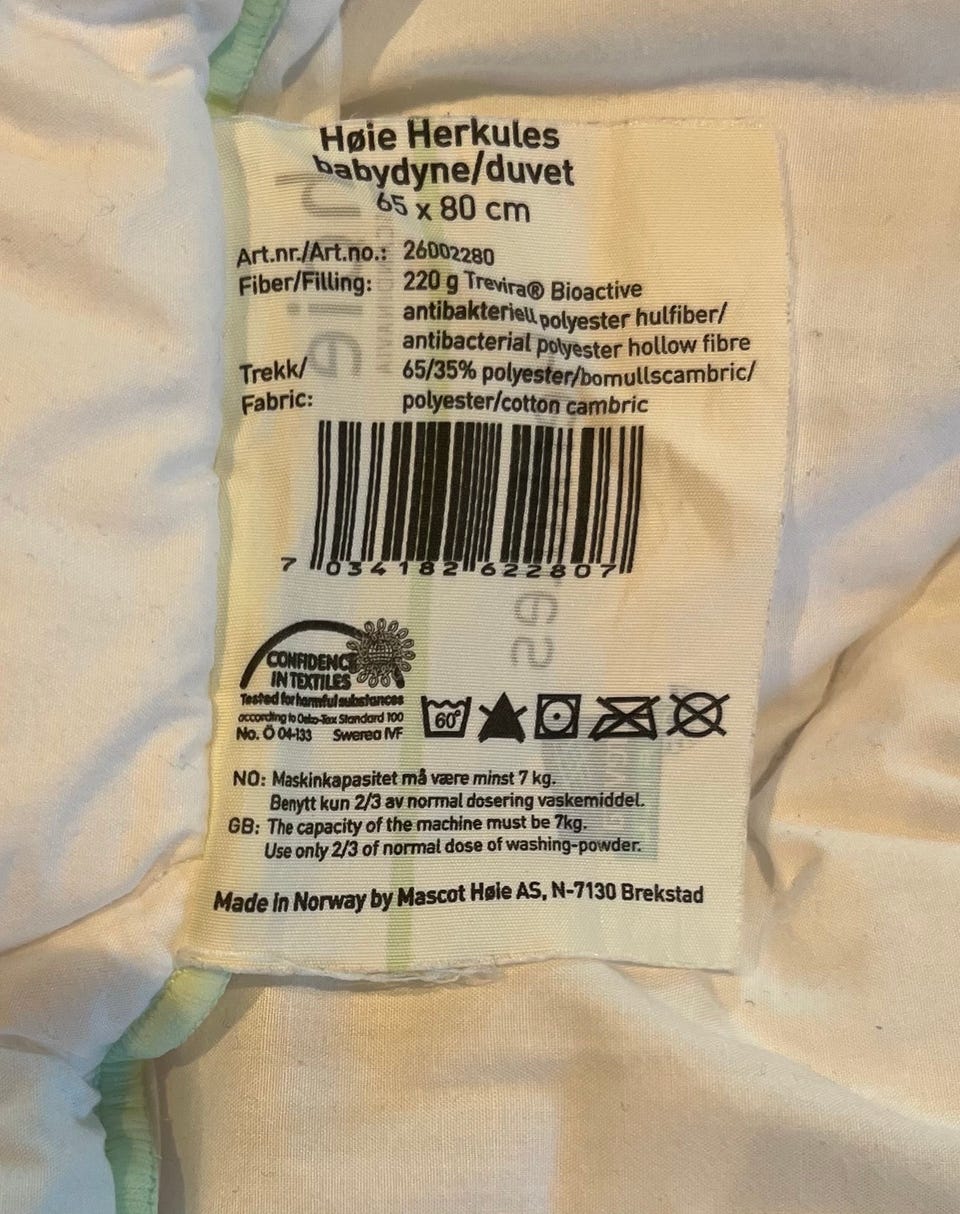 Høie Herkules
babydyne/duvet
65 x 80 cm
Art.nr./Art.no.: 26002280
Fiber/Filling: 220 g Trevira® Bioactive
antibakteriell polyester hulfiber/
antibacterial polyester hollow fibre
Trekk/ 65/35% polyester/bomullscambric/
Fabric: polyester/cotton cambric
7 034182 622807
CONFIDENCE
IN TEXTILES
Tested for harmful substances
according to Oeko-Tex Standard 100
No. Ö 04-133 Swerea IVF
60°
NO: Maskinkapasitet må være minst 7 kg.
Benytt kun 2/3 av normal dosering vaskemiddel.
GB: The capacity of the machine must be 7kg.
Use only 2/3 of normal dose of washing-powder.
Made in Norway by Mascot Høie AS, N-7130 Brekstad